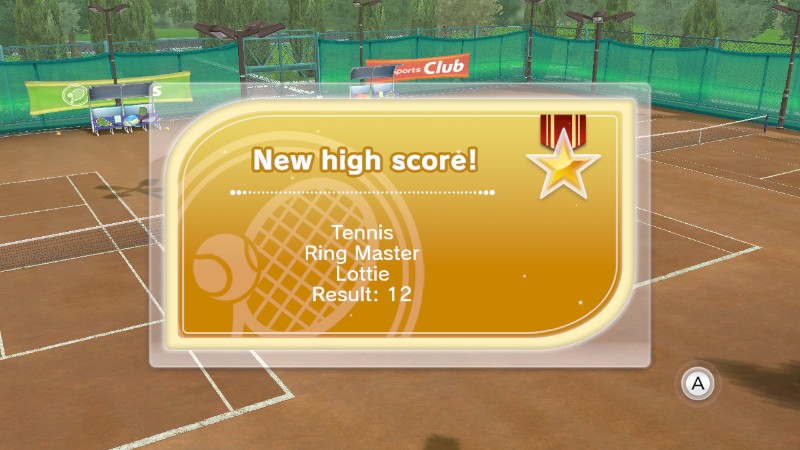 S
Sports Club
New high score!
Tennis
Ring Master
Lottie
Result: 12
A